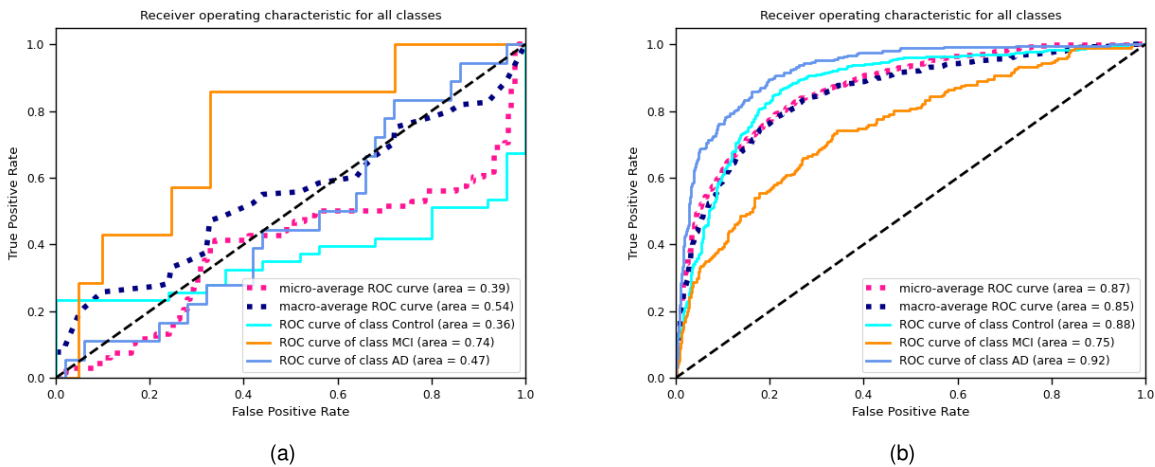 Receiver operating characteristic for all classes
1.0
0.8
0.6
0.4
0.2
0.0
True Positive Rate
micro-average ROC curve (area = 0.39)
macro-average ROC curve (area = 0.54)
ROC curve of class Control (area = 0.36)
ROC curve of class MCI (area = 0.74)
ROC curve of class AD (area = 0.47)
0.0 0.2 0.4 0.6 0.8 1.0
False Positive Rate
(a)
Receiver operating characteristic for all classes
1.0
0.8
0.6
0.4
0.2
0.0
True Positive Rate
micro-average ROC curve (area = 0.87)
macro-average ROC curve (area = 0.85)
ROC curve of class Control (area = 0.88)
ROC curve of class MCI (area = 0.75)
ROC curve of class AD (area = 0.92)
0.0 0.2 0.4 0.6 0.8 1.0
False Positive Rate
(b)